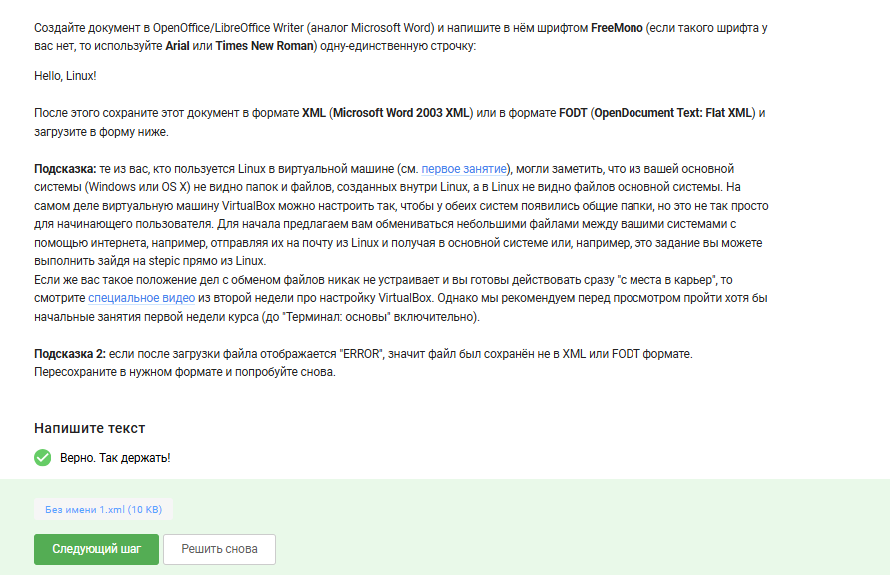 Создайте документ в OpenOffice/LibreOffice Writer (аналог Microsoft Word) и напишите в нём шрифтом FreeMono (если такого шрифта у
вас нет, то используйте Arial или Times New Roman) одну-единственную строчку:
Hello, Linux!
После этого сохраните этот документ в формате XML (Microsoft Word 2003 XML) или в формате FODT (OpenDocument Text: Flat XML) и
загрузите в форму ниже.
Подсказка: те из вас, кто пользуется Linux в виртуальной машине (см. первое занятие), могли заметить, что из вашей основной
системы (Windows или OS X) не видно папок и файлов, созданных внутри Linux, а в Linux не видно файлов основной системы. На
самом деле виртуальную машину VirtualBox можно настроить так, чтобы у обеих систем появились общие папки, но это не так просто
для начинающего пользователя. Для начала предлагаем вам обмениваться небольшими файлами между вашими системами с
помощью интернета, например, отправляя их на почту из Linux и получая в основной системе или, например, это задание вы можете
выполнить зайдя на stepic прямо из Linux.
Если же вас такое положение дел с обменом файлов никак не устраивает и вы готовы действовать сразу "с места в карьер", то
смотрите специальное видео из второй недели про настройку VirtualBox. Однако мы рекомендуем перед просмотром пройти хотя бы
начальные занятия первой недели курса (до "Терминал: основы" включительно).
Подсказка 2: если после загрузки файла отображается "ERROR", значит файл был сохранён не в XML или FODT формате.
Пересохраните в нужном формате и попробуйте снова.
Напишите текст
Верно. Так держать!
Без имени 1.xml (10 KB)
Следующий шаг
Решить снова